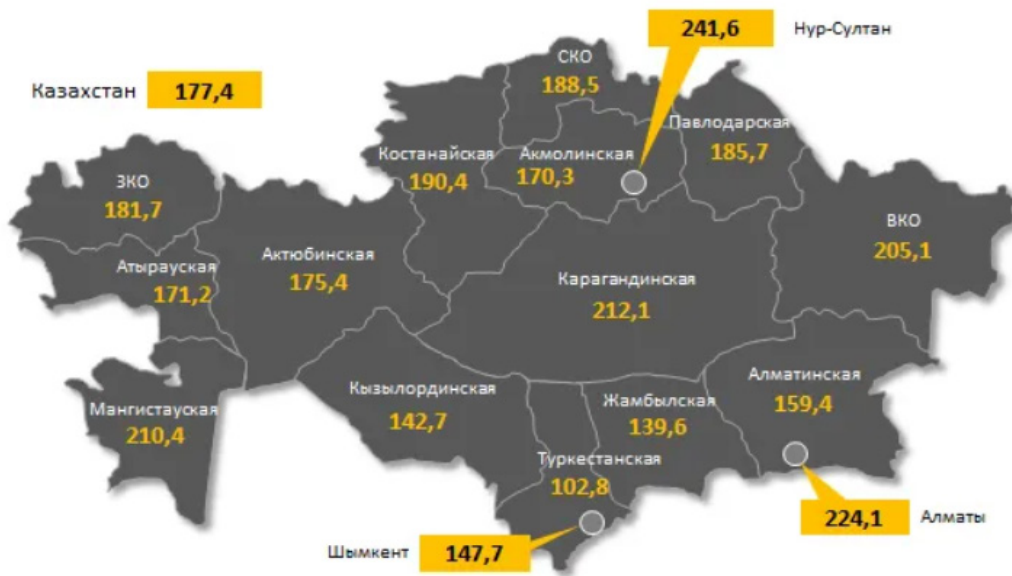 241,6
Нур-Султан
Казахстан
177,4
СКО
188,5
Павлодарская
185,7
Костанайская
190,4
Акмолинская
170,3
ЗКО
181,7
ВКО
205,1
Атырауская
171,2
Актюбинская
175,4
Карагандинская
212,1
Мангистауская
210,4
Кызылординская
142,7
Жамбылская
139,6
Алматинская
159,4
Туркестанская
102,8
224,1
Алматы
Шымкент
147,7